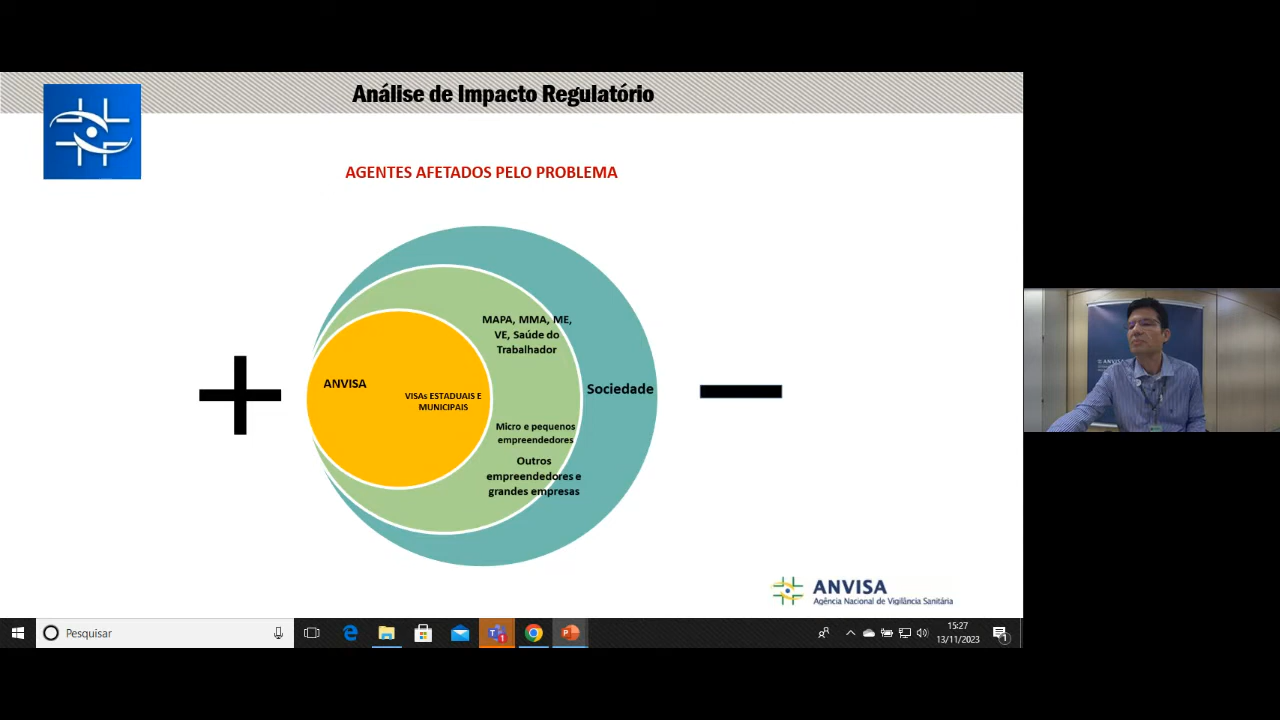 Análise de Impacto Regulatório
AGENTES AFETADOS PELO PROBLEMA
MAPA, MMA, ME,
VE, Saúde do
Trabalhador
ANVISA
VISAs ESTADUAIS E
MUNICIPAIS
Sociedade
Micro e pequenos
empreendedores
Outros
empreendedores e
grandes empresas
ANVISA
Agência Nacional de Vigilância Sanitária
Pesquisar
15:27
13/11/2023
ANVISA